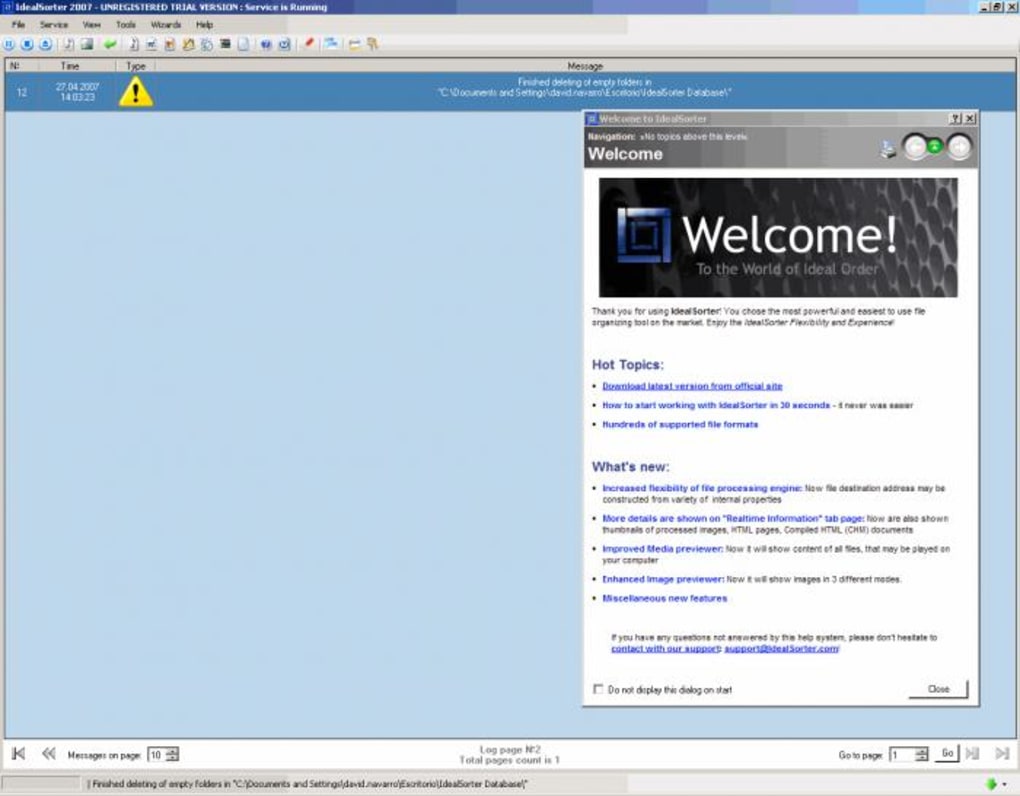 IdealSorter 2007 - UNREGISTERED TRIAL VERSION : Service is Running
File Service View Tools Wizards Help
Nº Time Type Message
12 27.04.2007 14:03:23 Finished deleting of empty folders in
"C:\Documents and Settings\david.navarro\Escritorio\IdealSorter Database\"
Welcome to IdealSorter
Navigation: »No topics above this level«
Welcome
Welcome!
To the World of Ideal Order
Thank you for using IdealSorter! You chose the most powerful and easiest to use file
organizing tool on the market. Enjoy the IdealSorter Flexibility and Experience!
Hot Topics:
• Download latest version from official site
• How to start working with IdealSorter in 30 seconds - it never was easier
• Hundreds of supported file formats
What's new:
• Increased flexibility of file processing engine: Now file destination address may be
constructed from variety of internal properties
• More details are shown on "Realtime Information" tab page: Now are also shown
thumbnails of processed images, HTML pages, Compiled HTML (CHM) documents
• Improved Media previewer: Now it will show content of all files, that may be played on
your computer
• Enhanced Image previewer: Now it will show images in 3 different modes.
• Miscellaneous new features
If you have any questions not answered by this help system, please don't hesitate to
contact with our support: support@IdealSorter.com!
Do not display this dialog on start
Close
Messages on page: 10
Log page Nº2
Total pages count is 1
Go to page: 1 Go
Finished deleting of empty folders in "C:\Documents and Settings\david.navarro\Escritorio\IdealSorter Database\"